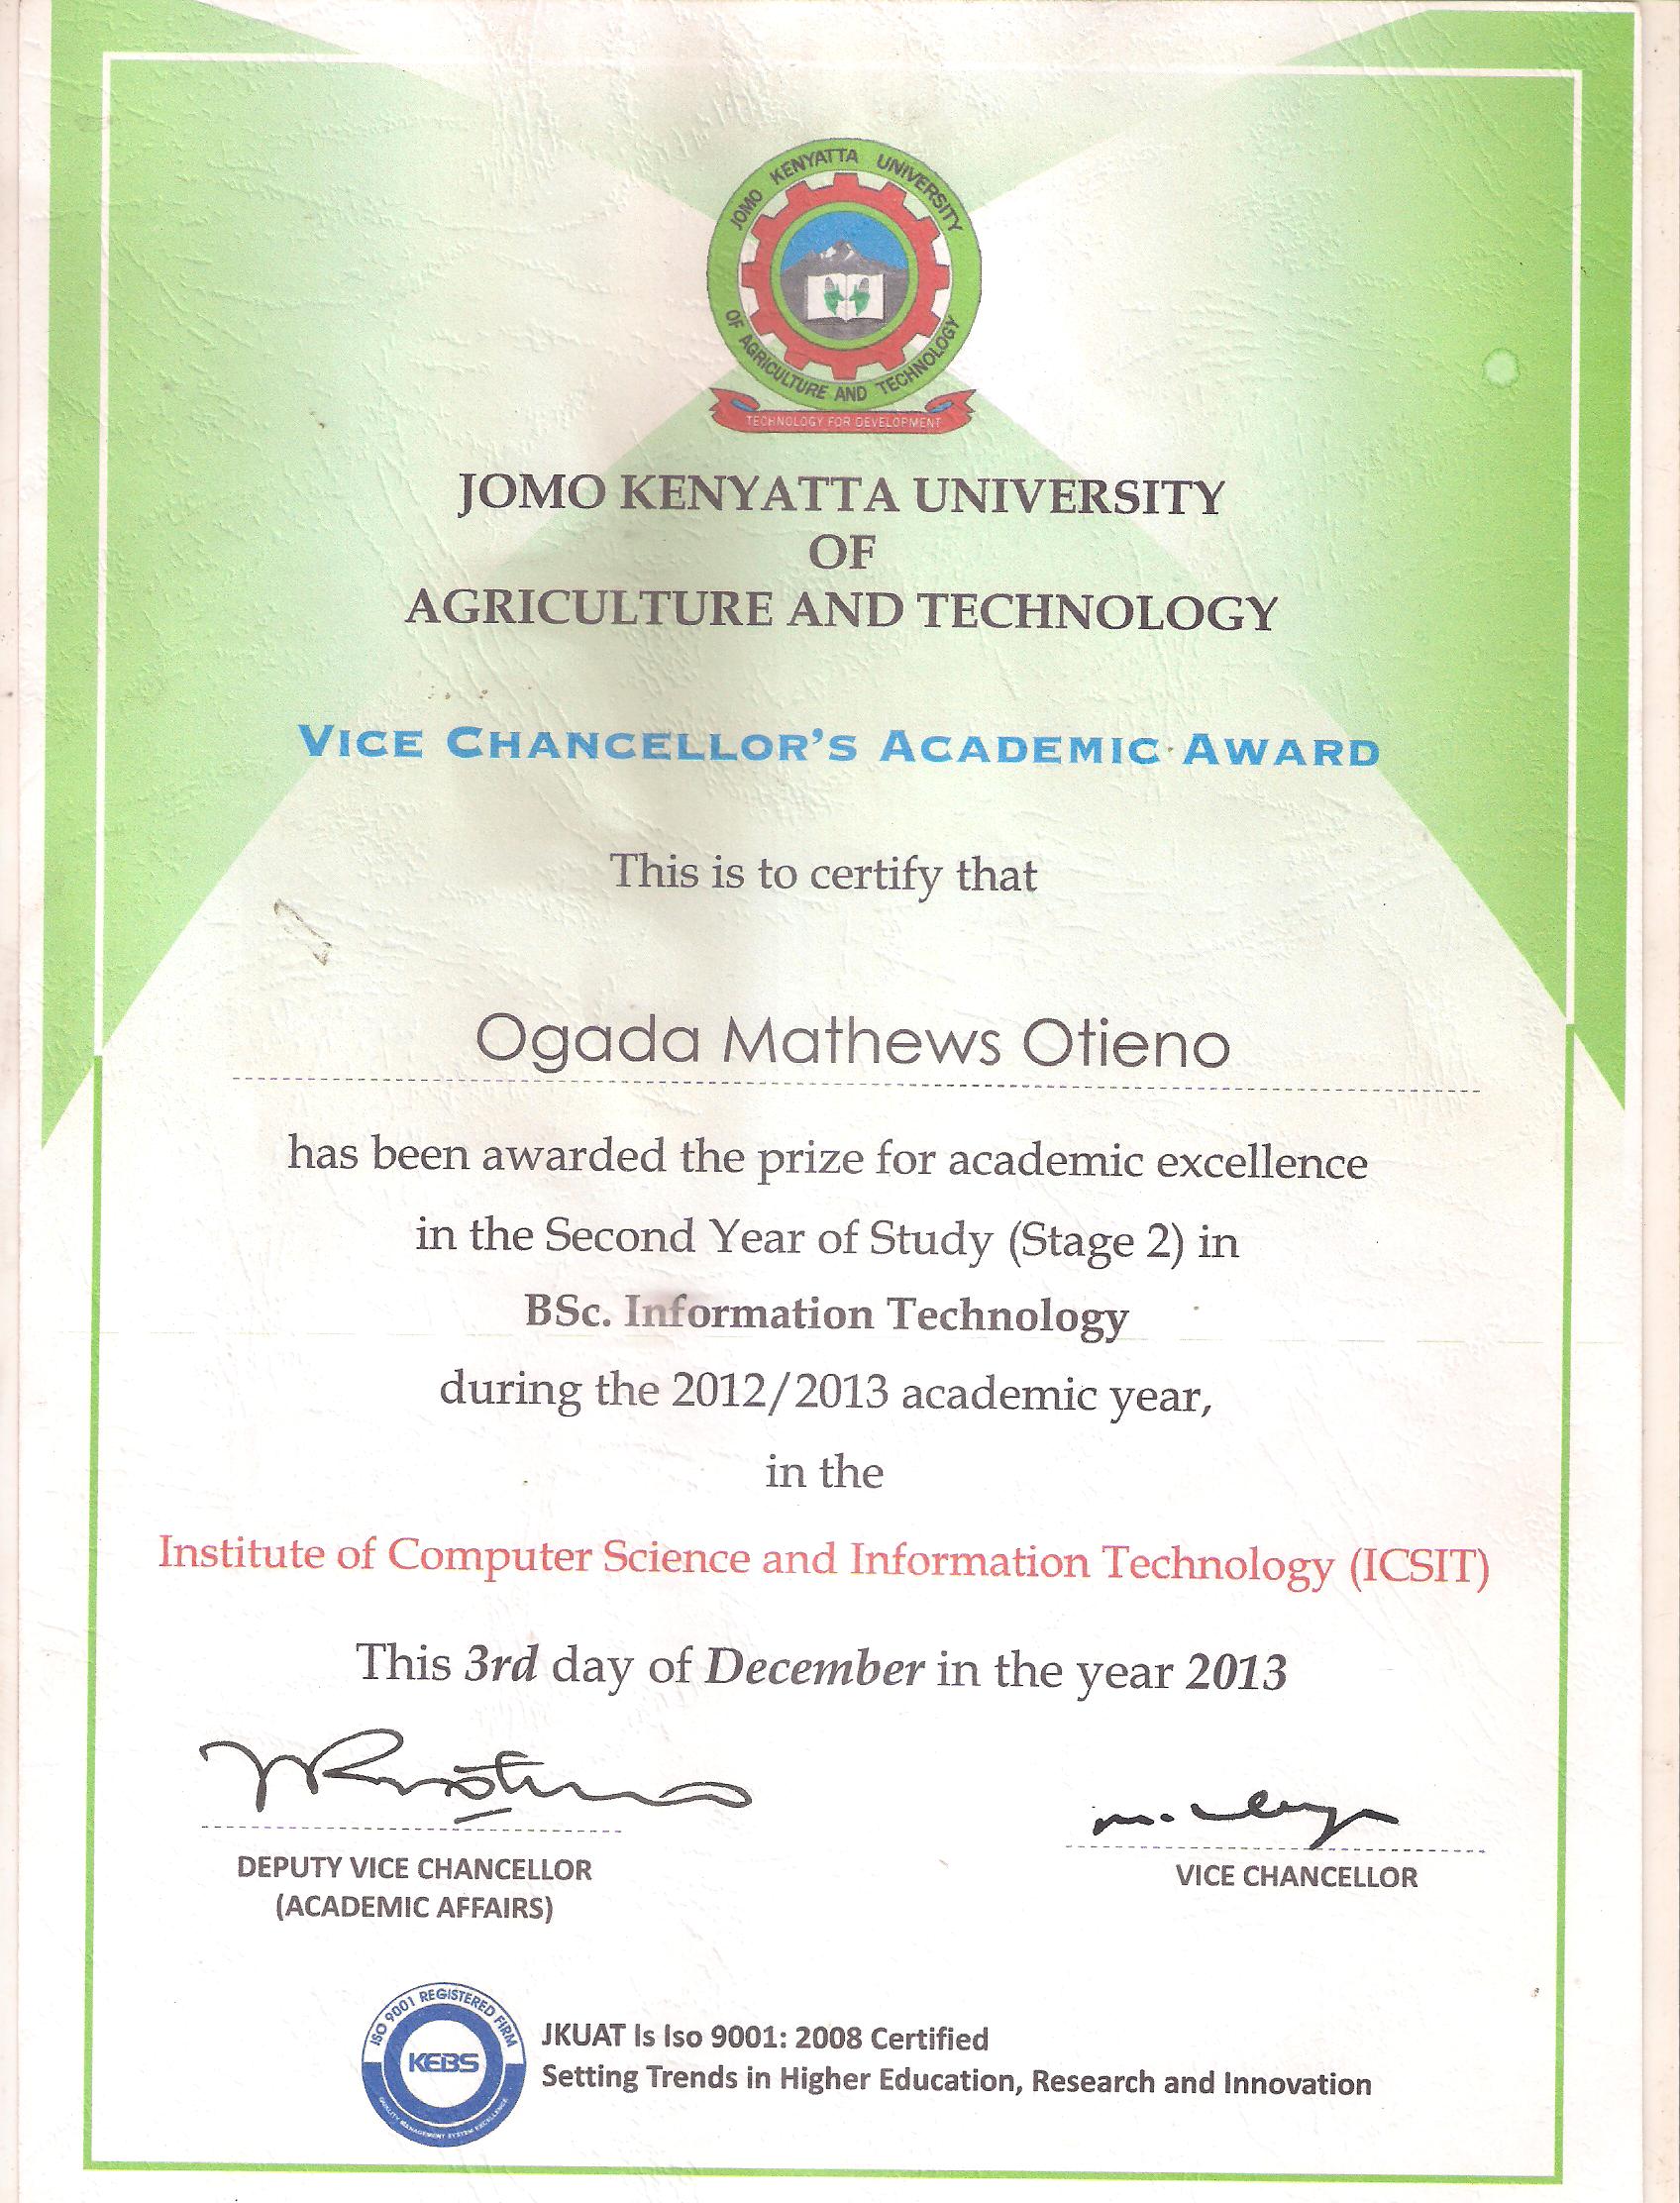 JOMO KENYATTA UNIVERSITY
OF AGRICULTURE AND TECHNOLOGY
TECHNOLOGY FOR DEVELOPMENT
JOMO KENYATTA UNIVERSITY
OF
AGRICULTURE AND TECHNOLOGY
VICE CHANCELLOR'S ACADEMIC AWARD
This is to certify that
Ogada Mathews Otieno
has been awarded the prize for academic excellence
in the Second Year of Study (Stage 2) in
BSc. Information Technology
during the 2012/2013 academic year,
in the
Institute of Computer Science and Information Technology (ICSIT)
This 3rd day of December in the year 2013
DEPUTY VICE CHANCELLOR
(ACADEMIC AFFAIRS)
VICE CHANCELLOR
ISO 9001 REGISTERED FIRM
KEBS
QUALITY MANAGEMENT SYSTEM EXCELLENCE
JKUAT Is Iso 9001: 2008 Certified
Setting Trends in Higher Education, Research and Innovation